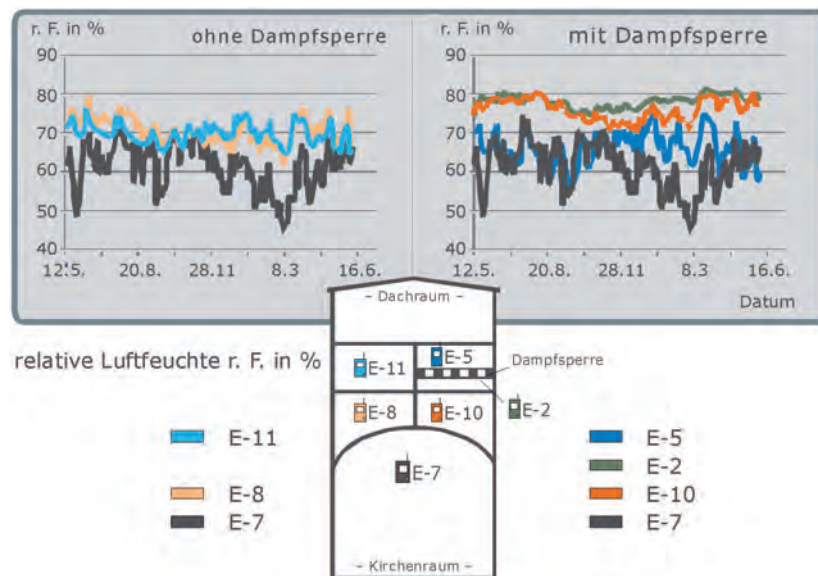 r. F. in %
ohne Dampfsperre
90
80
70
60
50
40
12.5.
20.8.
28.11
8.3
16.6.
r. F. in %
mit Dampfsperre
90
80
70
60
50
40
12.5.
20.8.
28.11
8.3
16.6.
Datum
– Dachraum –
relative Luftfeuchte r. F. in %
E-11
E-5
Dampfsperre
E-8
E-10
E-2
E-7
– Kirchenraum –
E-11
E-8
E-7
E-5
E-2
E-10
E-7